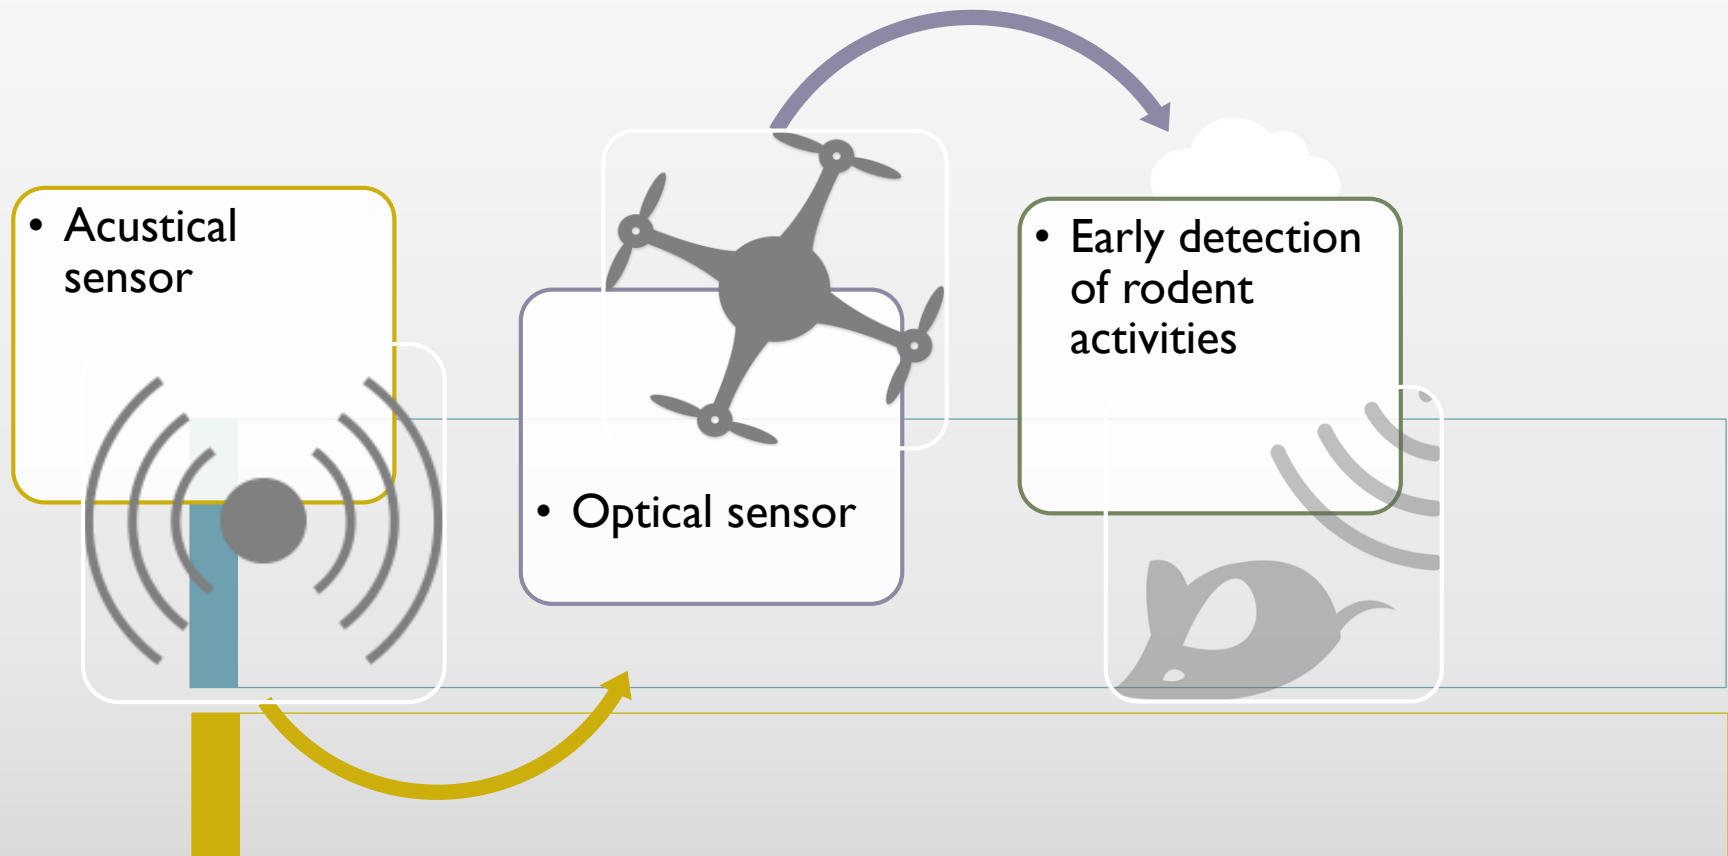 • Acustical
sensor
• Optical sensor
• Early detection
of rodent
activities